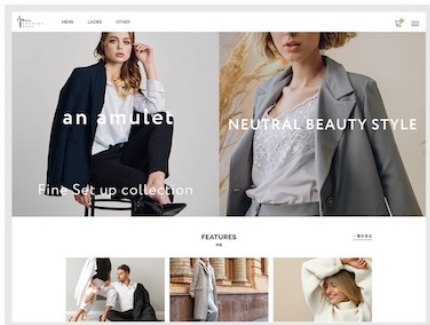 MENS LADIES OTHER
an amulet
NEUTRAL BEAUTY STYLE
Fine Set up collection
FEATURES